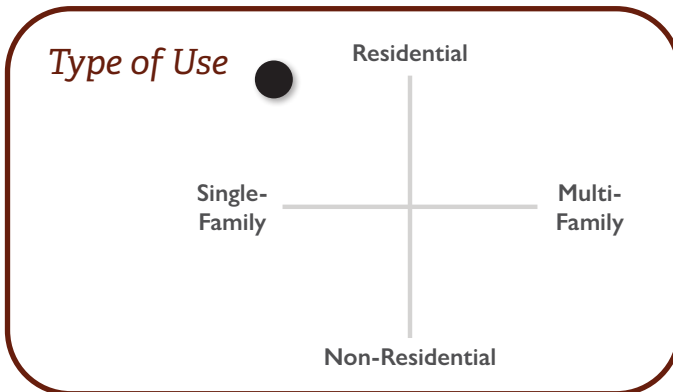 Type of Use
Residential
Single-
Family
Multi-
Family
Non-Residential